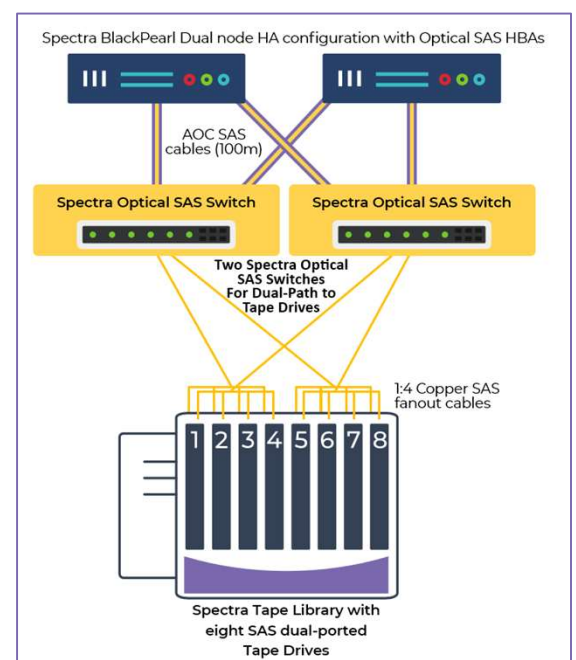 Spectra BlackPearl Dual node HA configuration with Optical SAS HBAs
AOC SAS
cables (100m)
Spectra Optical SAS Switch
Spectra Optical SAS Switch
Two Spectra Optical
SAS Switches
For Dual-Path to
Tape Drives
1:4 Copper SAS
fanout cables
1 2 3 4 5 6 7 8
Spectra Tape Library with
eight SAS dual-ported
Tape Drives